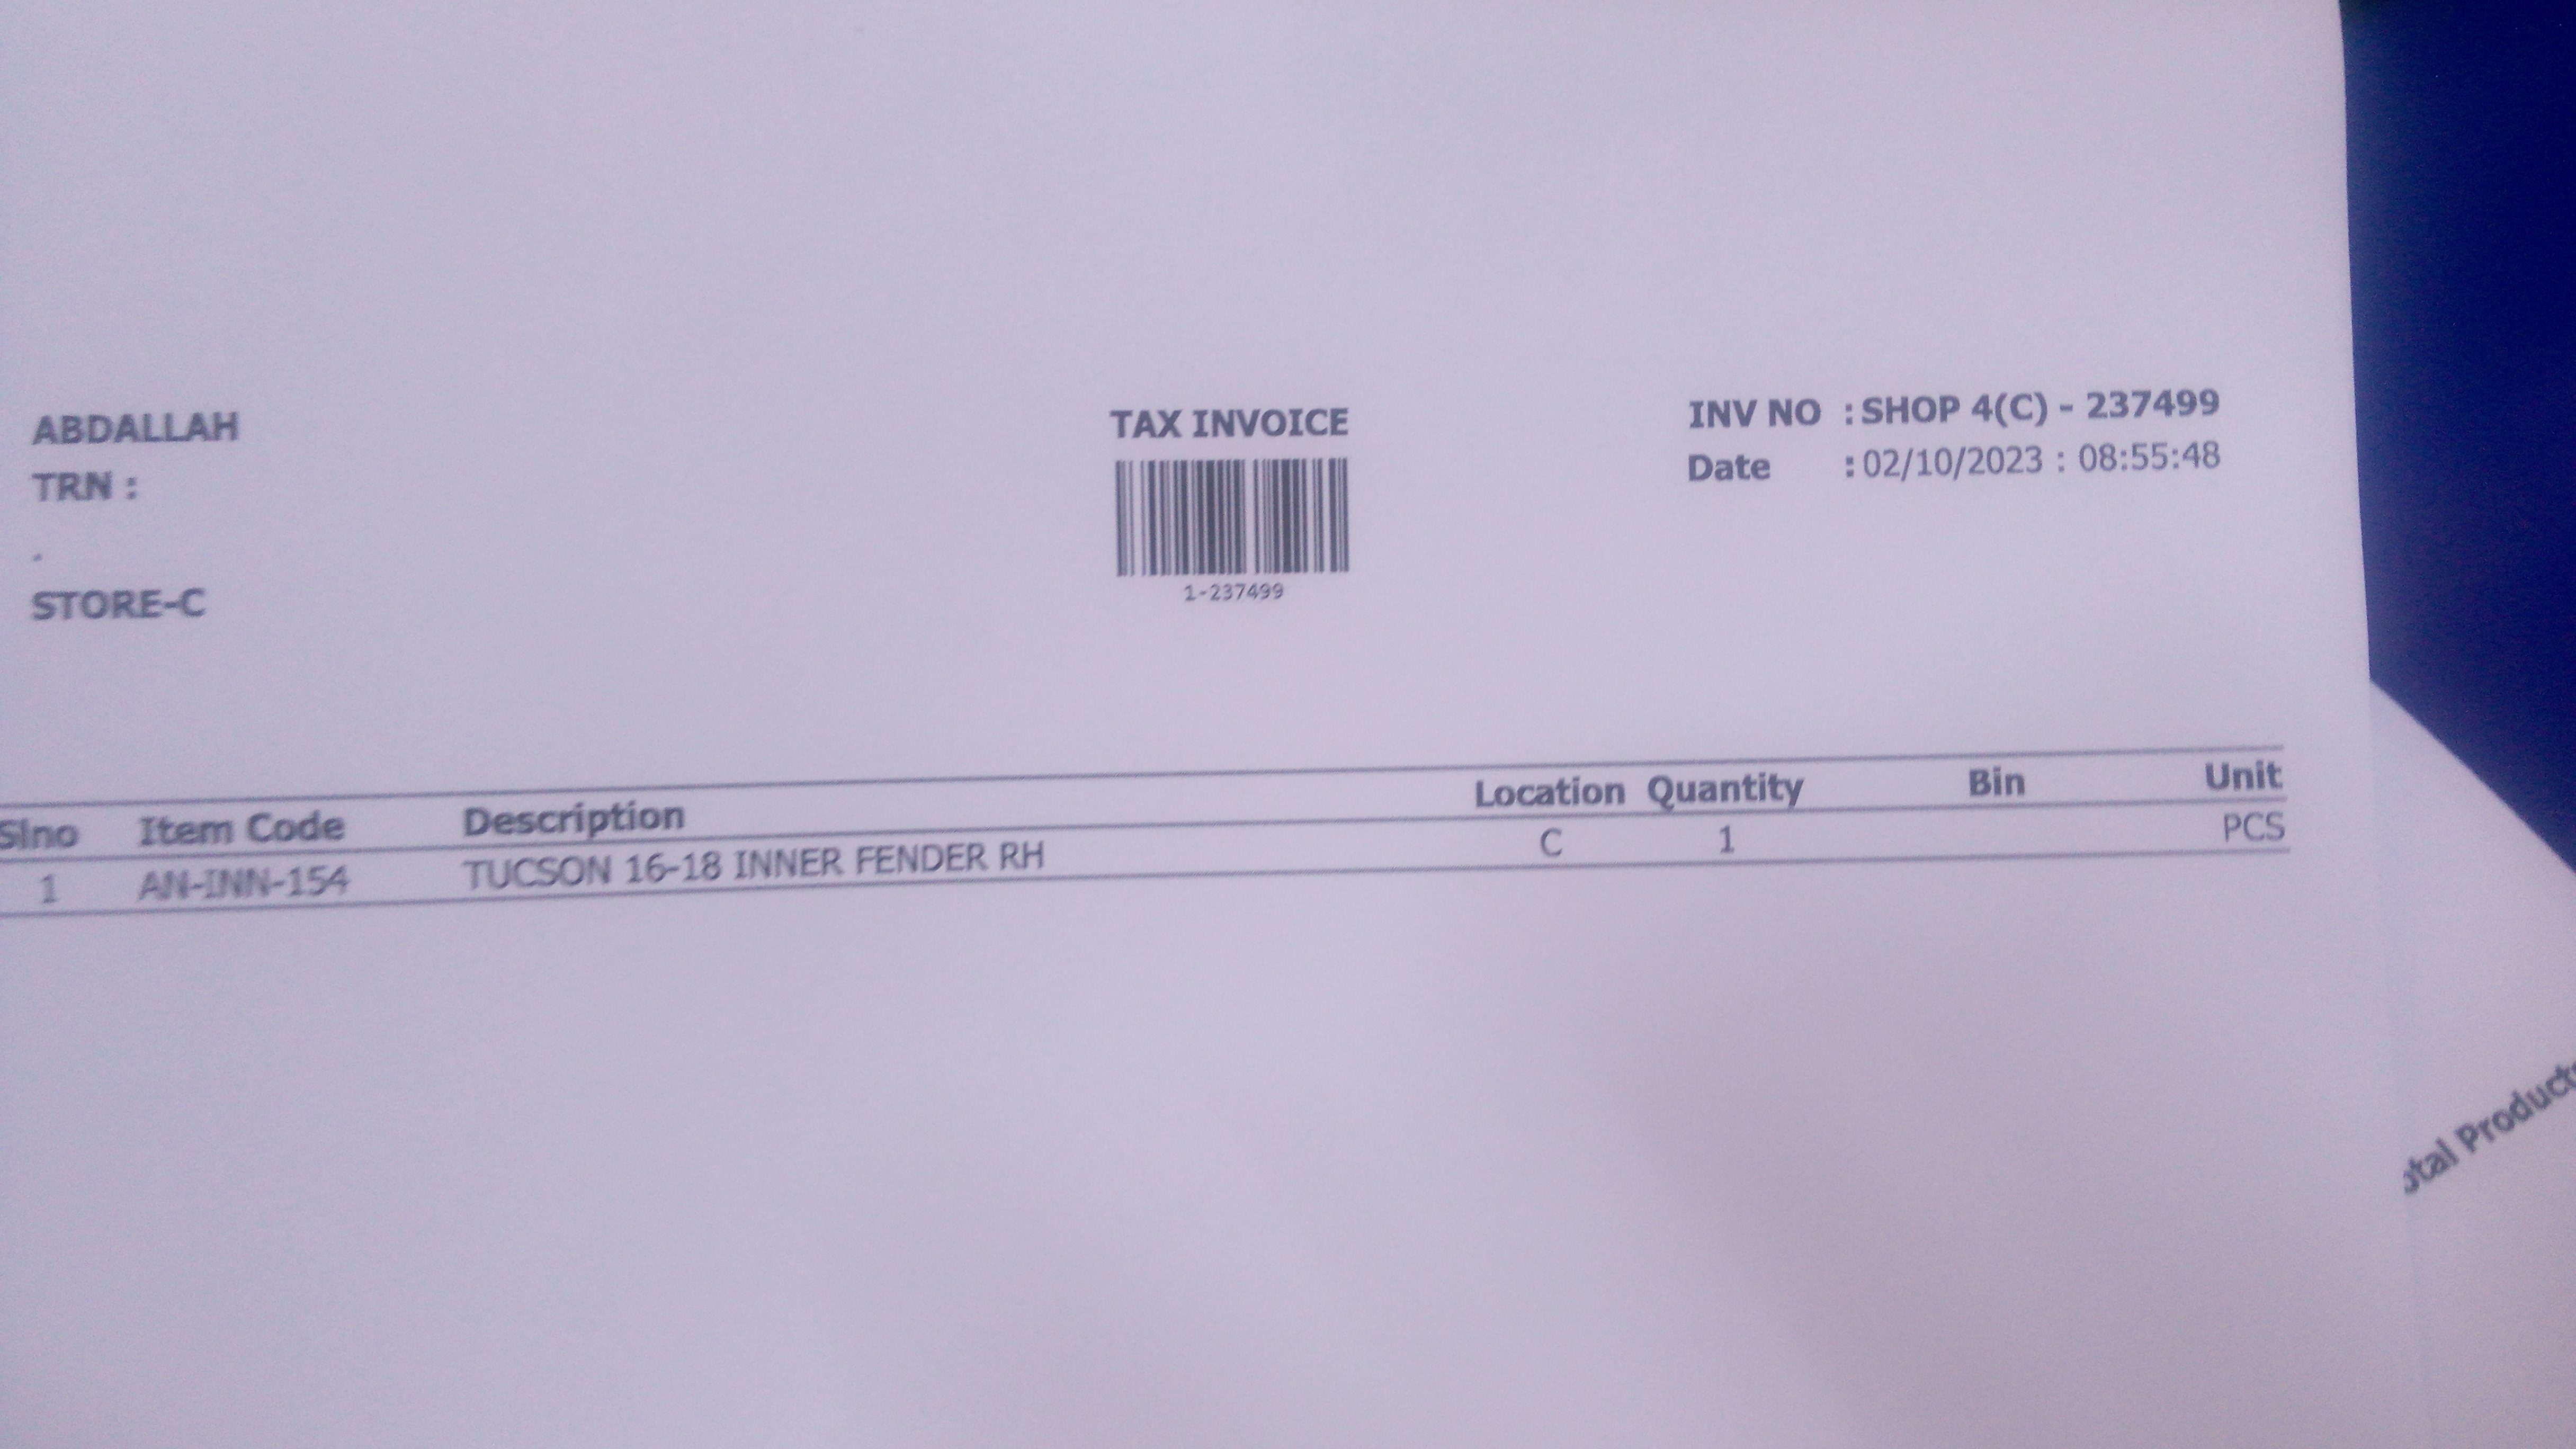 ABDALLAH
TRN :
.
STORE-C
TAX INVOICE
1-237499
INV NO : SHOP 4(C) - 237499
Date : 02/10/2023 : 08:55:48
Slno Item Code Description Location Quantity Bin Unit
1 AN-INN-154 TUCSON 16-18 INNER FENDER RH C 1 PCS
otal Product